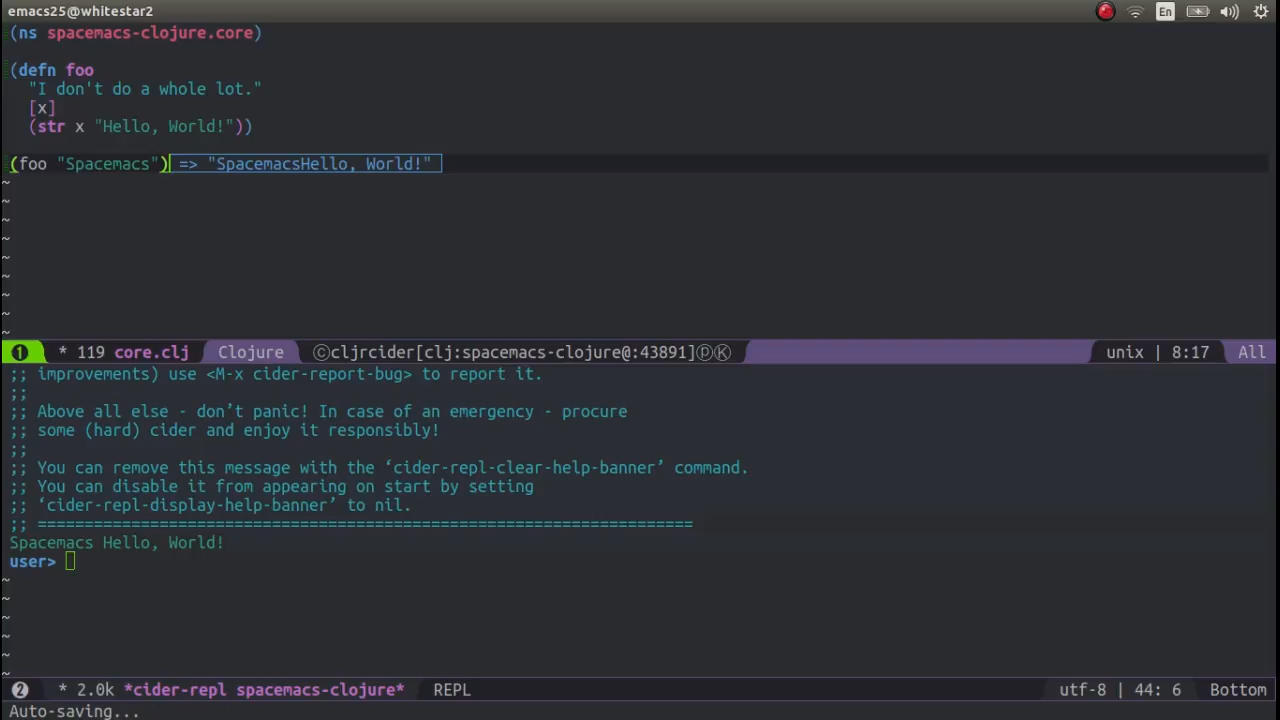 emacs25@whitestar2 En
(ns spacemacs-clojure.core)
(defn foo
"I don't do a whole lot."
[x]
(str x "Hello, World!"))
(foo "Spacemacs") => "SpacemacsHello, World!"
~
~
~
~
~
~
~
~
~
❶ * 119 core.clj Clojure ⓒcljrcider[clj:spacemacs-clojure@:43891]ⓟⓀ unix | 8:17 All
;; improvements) use <M-x cider-report-bug> to report it.
;;
;; Above all else - don’t panic! In case of an emergency - procure
;; some (hard) cider and enjoy it responsibly!
;;
;; You can remove this message with the ‘cider-repl-clear-help-banner’ command.
;; You can disable it from appearing on start by setting
;; ‘cider-repl-display-help-banner’ to nil.
;; ======================================================================
Spacemacs Hello, World!
user>
~
~
~
~
~
~
❷ * 2.0k *cider-repl spacemacs-clojure* REPL utf-8 | 44: 6 Bottom
Auto-saving...